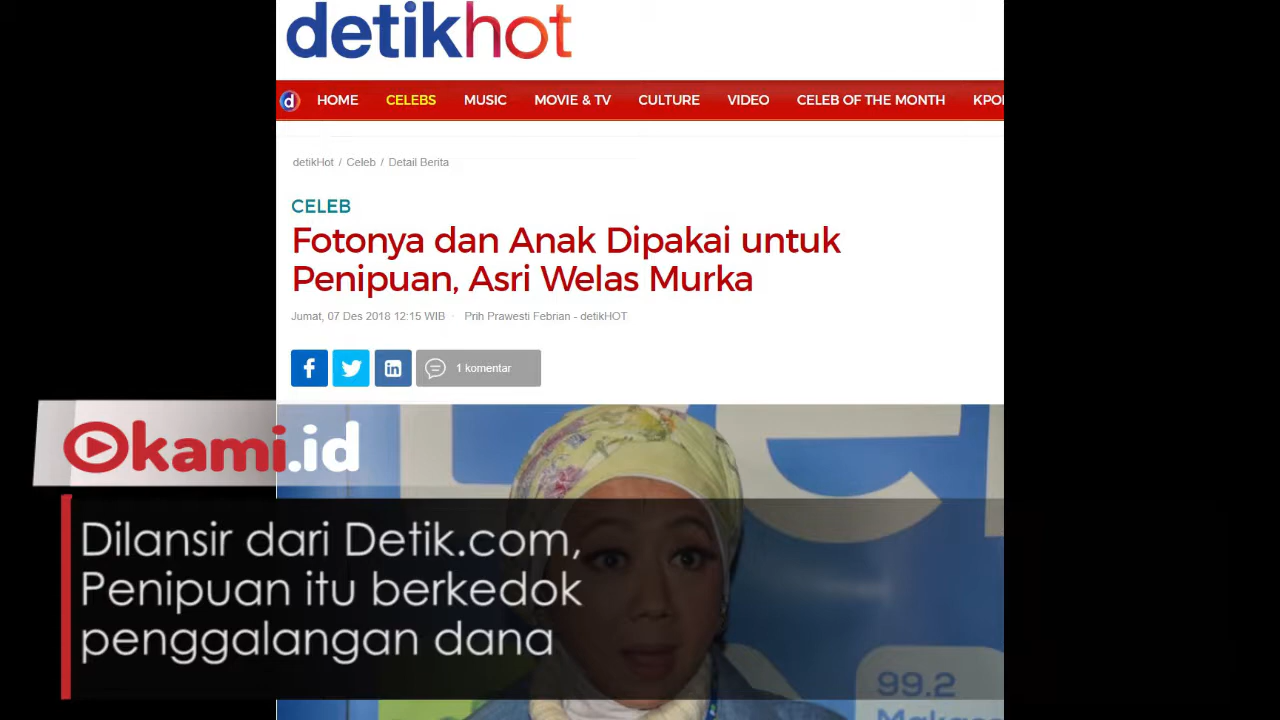 detikhot
d HOME CELEBS MUSIC MOVIE & TV CULTURE VIDEO CELEB OF THE MONTH
detikHot / Celeb / Detail Berita
CELEB
Fotonya dan Anak Dipakai untuk
Penipuan, Asri Welas Murka
Jumat, 07 Des 2018 12:15 WIB · Prih Prawesti Febrian - detikHOT
1 komentar
Okami.id
Dilansir dari Detik.com,
Penipuan itu berkedok
penggalangan dana
99.2